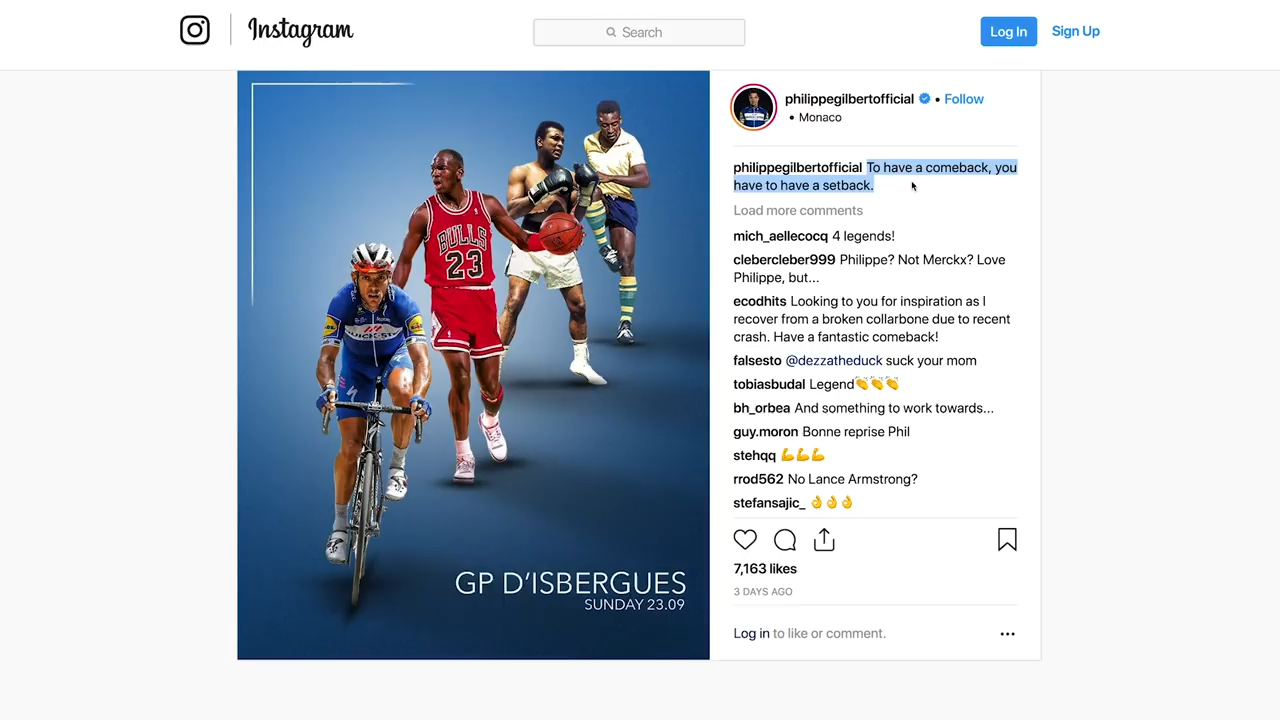 Instagram
Search
Log In
Sign Up
philippegilbertofficial • Follow
• Monaco
philippegilbertofficial To have a comeback, you
have to have a setback.
Load more comments
mich_aellecocq 4 legends!
clebercleber999 Philippe? Not Merckx? Love
Philippe, but...
ecodhits Looking to you for inspiration as I
recover from a broken collarbone due to recent
crash. Have a fantastic comeback!
falsesto @dezzatheduck suck your mom
tobiasbudal Legend👏👏👏
bh_orbea And something to work towards...
guy.moron Bonne reprise Phil
stehqq 💪💪💪
rrod562 No Lance Armstrong?
stefansajic_ 👌👌👌
7,163 likes
3 DAYS AGO
Log in to like or comment.
BULLS
23
QUICK-STEP
GP D'ISBERGUES
SUNDAY 23.09